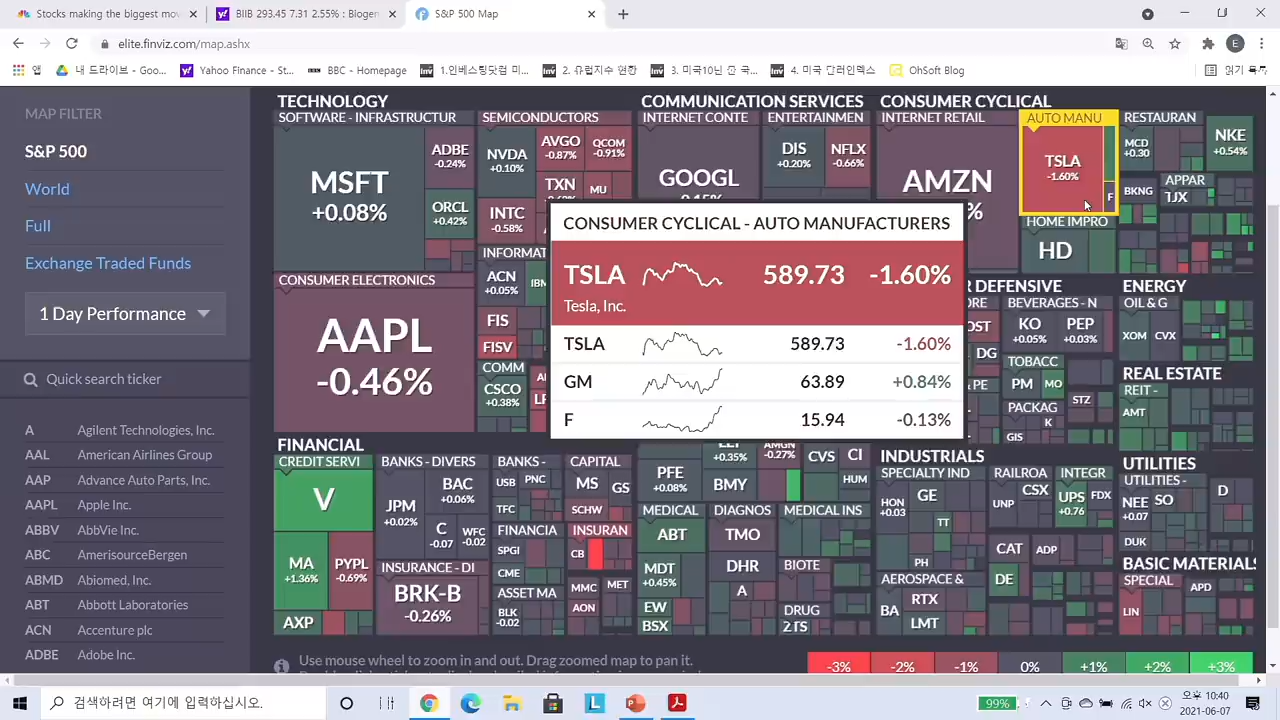 Stocks making the biggest mov
BIIB 293.45 7.31 2.55% : Biogen
S&P 500 Map
elite.finviz.com/map.ashx
E
앱
내 드라이브 - Goo...
Yahoo Finance - St...
BBC - Homepage
1.인베스팅닷컴 미...
2. 유럽지수 현황
3. 미국10년 준 국...
4. 미국 달러인덱스
OhSoft Blog
읽기 목록
MAP FILTER
S&P 500
World
Full
Exchange Traded Funds
1 Day Performance
Quick search ticker
A Agilent Technologies, Inc.
AAL American Airlines Group
AAP Advance Auto Parts, Inc.
AAPL Apple Inc.
ABBV AbbVie Inc.
ABC AmerisourceBergen
ABMD Abiomed, Inc.
ABT Abbott Laboratories
ACN Accenture plc
ADBE Adobe Inc.
TECHNOLOGY
SOFTWARE - INFRASTRUCTUR
MSFT
+0.08%
ADBE
-0.24%
ORCL
+0.42%
SEMICONDUCTORS
NVDA
+0.10%
AVGO
-0.87%
QCOM
-0.91%
TXN
MU
INTC
-0.58%
INFORMAT
ACN
+0.05%
IBM
FIS
FISV
COMM
CSCO
+0.38%
CONSUMER ELECTRONICS
AAPL
-0.46%
COMMUNICATION SERVICES
INTERNET CONTE
GOOGL
ENTERTAINMEN
DIS
+0.20%
NFLX
-0.66%
CONSUMER CYCLICAL
INTERNET RETAIL
AMZN
AUTO MANU
TSLA
-1.60%
F
HOME IMPRO
HD
RESTAURAN
MCD
+0.30
NKE
+0.54%
BKNG
APPAR
TJX
CONSUMER CYCLICAL - AUTO MANUFACTURERS
TSLA 589.73 -1.60%
Tesla, Inc.
TSLA 589.73 -1.60%
GM 63.89 +0.84%
F 15.94 -0.13%
R DEFENSIVE
ORE
BEVERAGES - N
OST
KO
+0.05%
PEP
+0.03%
DG
TOBACC
PM
MO
& PE
PACKAG
STZ
K
GIS
ENERGY
OIL & G
XOM
CVX
REAL ESTATE
REIT -
AMT
UTILITIES
UTILITIES -
NEE
+0.07
SO
D
DUK
BASIC MATERIALS
SPECIAL
APD
LIN
FINANCIAL
CREDIT SERVI
V
MA
+1.36%
PYPL
-0.69%
AXP
BANKS - DIVERS
JPM
+0.02%
BAC
+0.06%
C
-0.07
WFC
-0.02
INSURANCE - DI
BRK-B
-0.26%
BANKS -
USB
PNC
TFC
FINANCIA
SPGI
CME
ASSET MA
BLK
-0.02
CAPITAL
MS
GS
SCHW
INSURAN
CB
MMC
MET
AON
PFE
+0.08%
+0.35%
AMGN
-0.27%
BMY
CVS
CI
HUM
MEDICAL
ABT
MDT
+0.45%
EW
BSX
DIAGNOS
TMO
DHR
A
MEDICAL INS
BIOTE
DRUG
ZTS
INDUSTRIALS
SPECIALTY IND
HON
+0.03
GE
TT
PH
RAILROA
UNP
CSX
INTEGR
UPS
+0.76
FDX
CAT
ADP
DE
AEROSPACE &
BA
RTX
LMT
Use mouse wheel to zoom in and out. Drag zoomed map to pan it.
-3% -2% -1% 0% +1% +2% +3%
검색하려면 여기에 입력하십시오.
99%
오후 10:40
2021-06-07